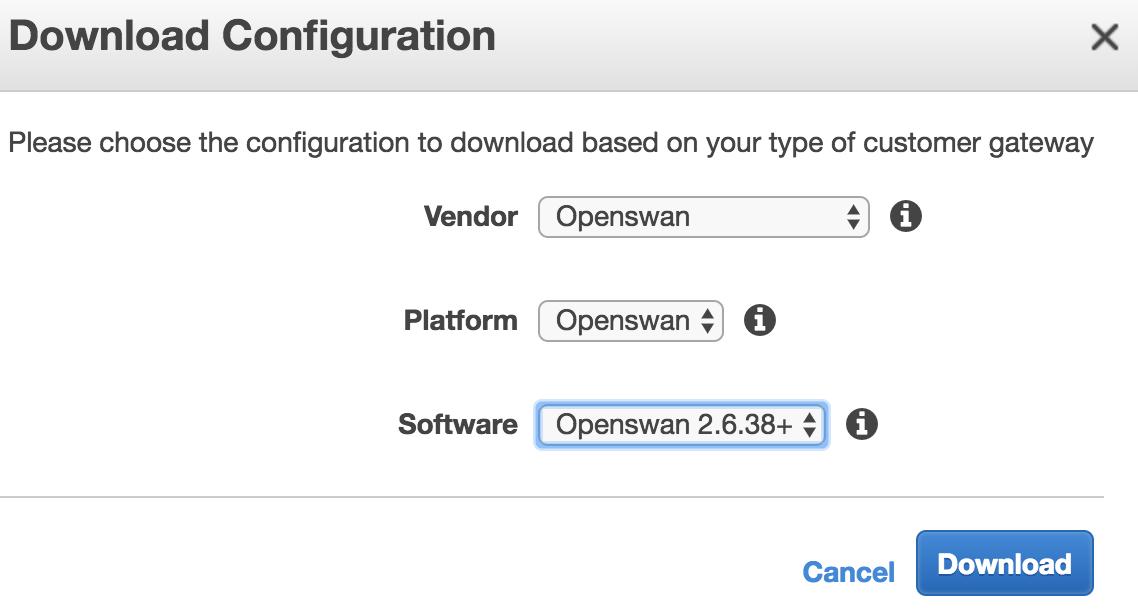 Download Configuration
Please choose the configuration to download based on your type of customer gateway
Vendor Openswan
Platform Openswan
Software Openswan 2.6.38+
Cancel Download